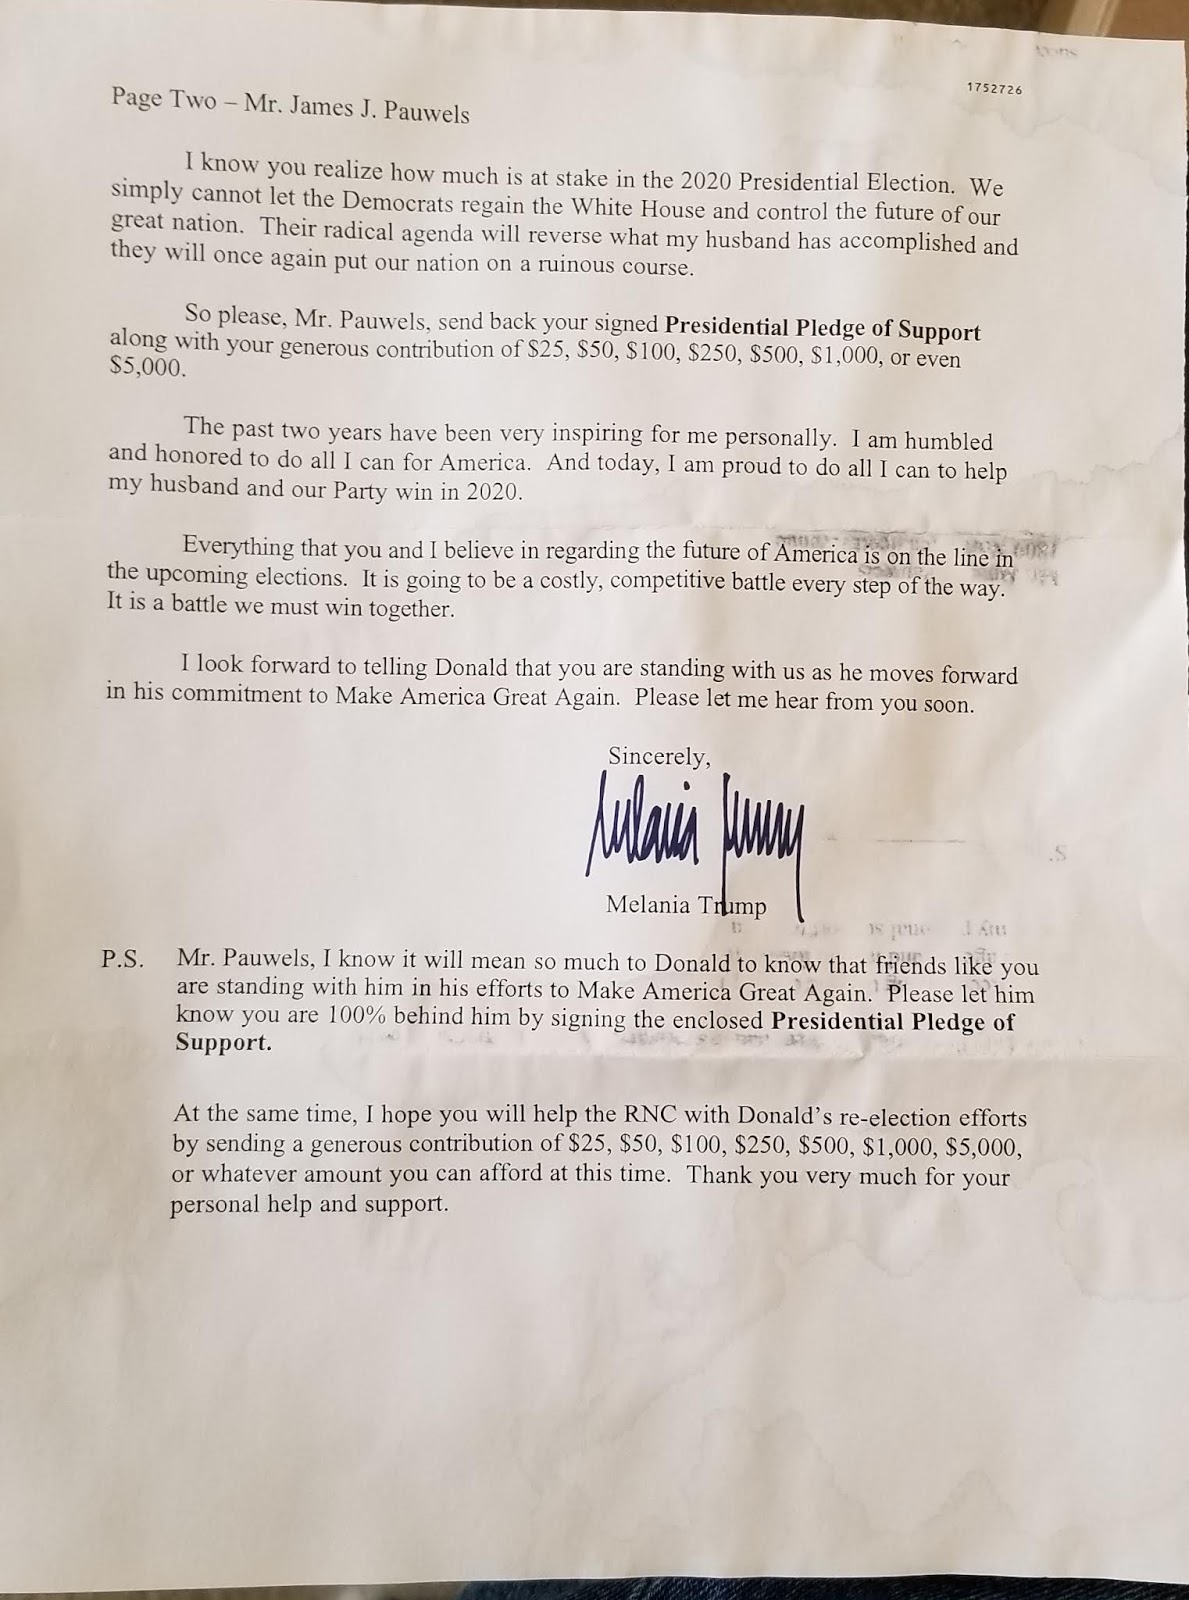 1752726
Page Two – Mr. James J. Pauwels
I know you realize how much is at stake in the 2020 Presidential Election. We
simply cannot let the Democrats regain the White House and control the future of our
great nation. Their radical agenda will reverse what my husband has accomplished and
they will once again put our nation on a ruinous course.
So please, Mr. Pauwels, send back your signed Presidential Pledge of Support
along with your generous contribution of $25, $50, $100, $250, $500, $1,000, or even
$5,000.
The past two years have been very inspiring for me personally. I am humbled
and honored to do all I can for America. And today, I am proud to do all I can to help
my husband and our Party win in 2020.
Everything that you and I believe in regarding the future of America is on the line in
the upcoming elections. It is going to be a costly, competitive battle every step of the way.
It is a battle we must win together.
I look forward to telling Donald that you are standing with us as he moves forward
in his commitment to Make America Great Again. Please let me hear from you soon.
Sincerely,
Melania Trump
Melania Trump
P.S. Mr. Pauwels, I know it will mean so much to Donald to know that friends like you
are standing with him in his efforts to Make America Great Again. Please let him
know you are 100% behind him by signing the enclosed Presidential Pledge of
Support.
At the same time, I hope you will help the RNC with Donald's re-election efforts
by sending a generous contribution of $25, $50, $100, $250, $500, $1,000, $5,000,
or whatever amount you can afford at this time. Thank you very much for your
personal help and support.